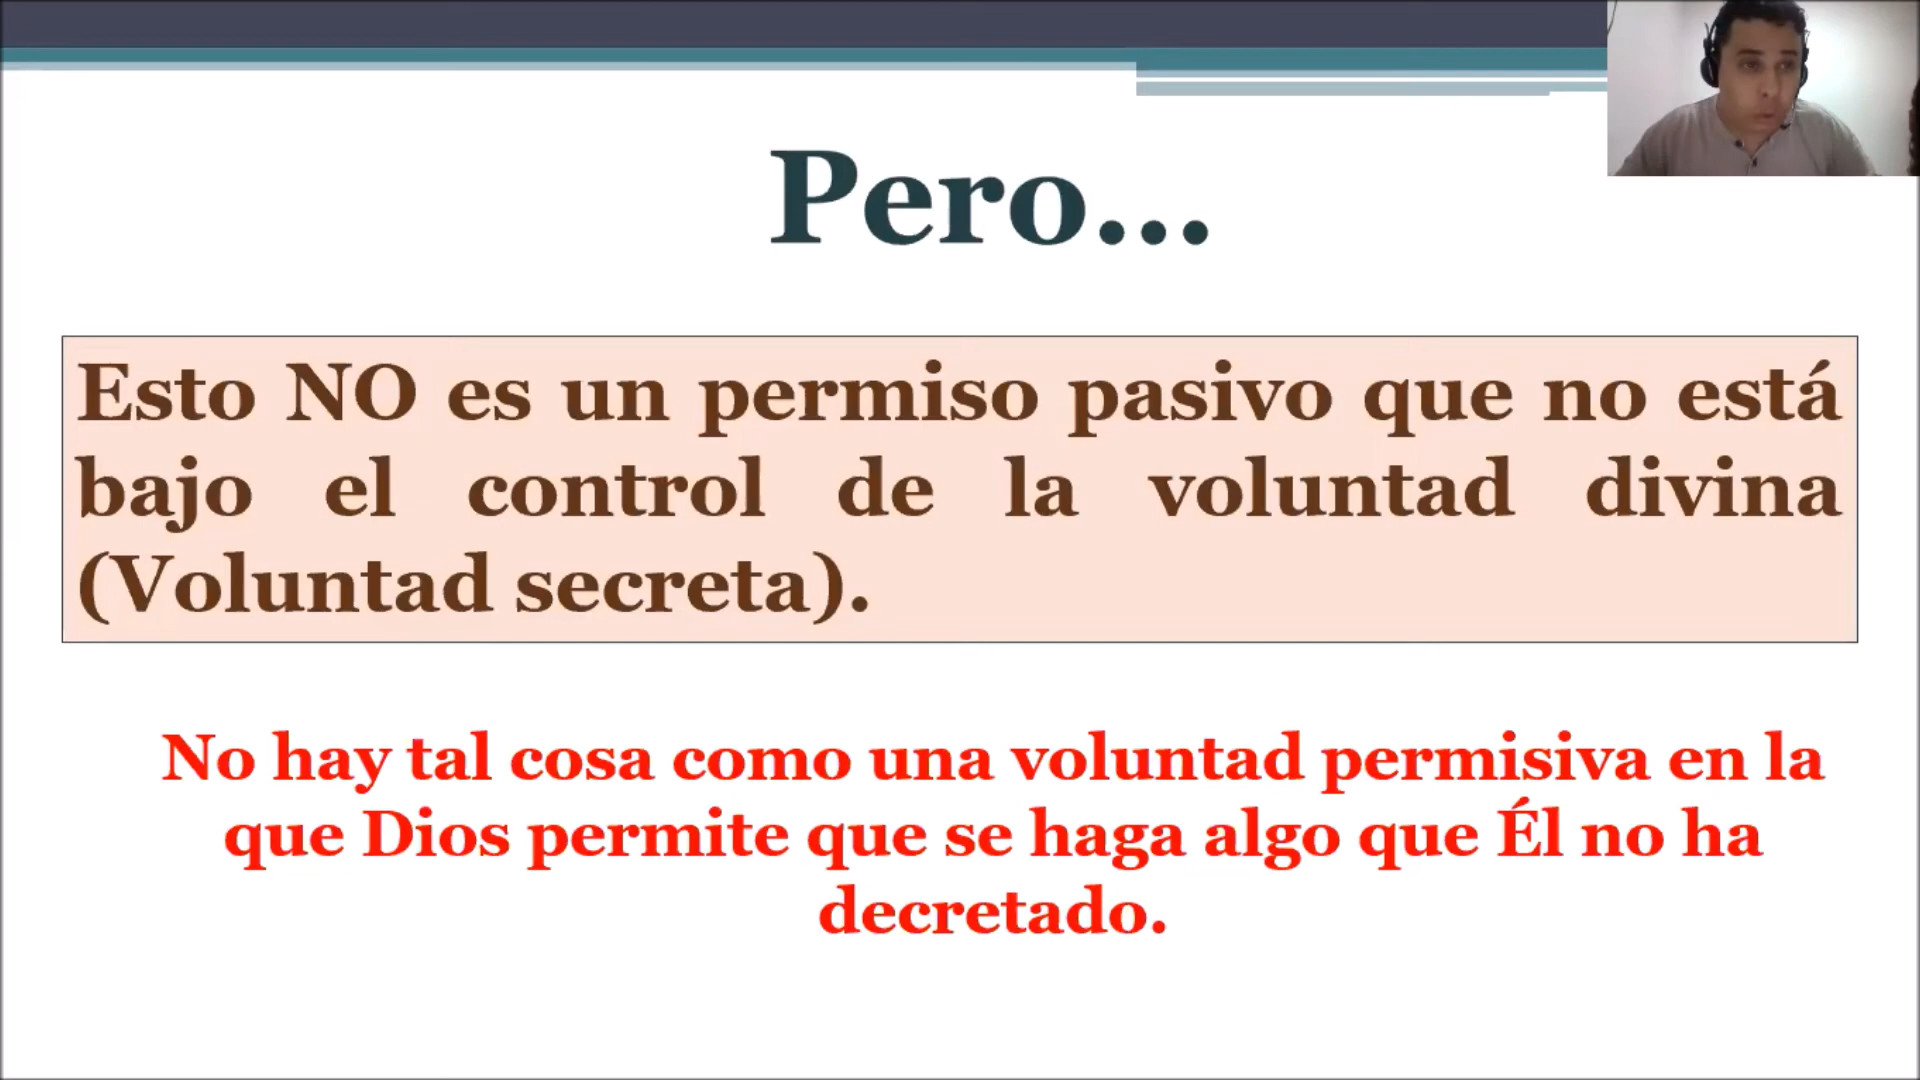 Pero...
Esto NO es un permiso pasivo que no está
bajo el control de la voluntad divina
(Voluntad secreta).
No hay tal cosa como una voluntad permisiva en la
que Dios permite que se haga algo que Él no ha
decretado.